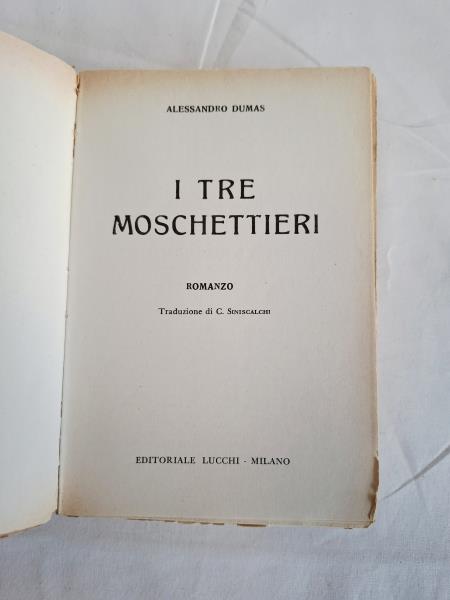 ALESSANDRO DUMAS
I TRE
MOSCHETTIERI
ROMANZO
Traduzione di C. SINISCALCHI
EDITORIALE LUCCHI - MILANO